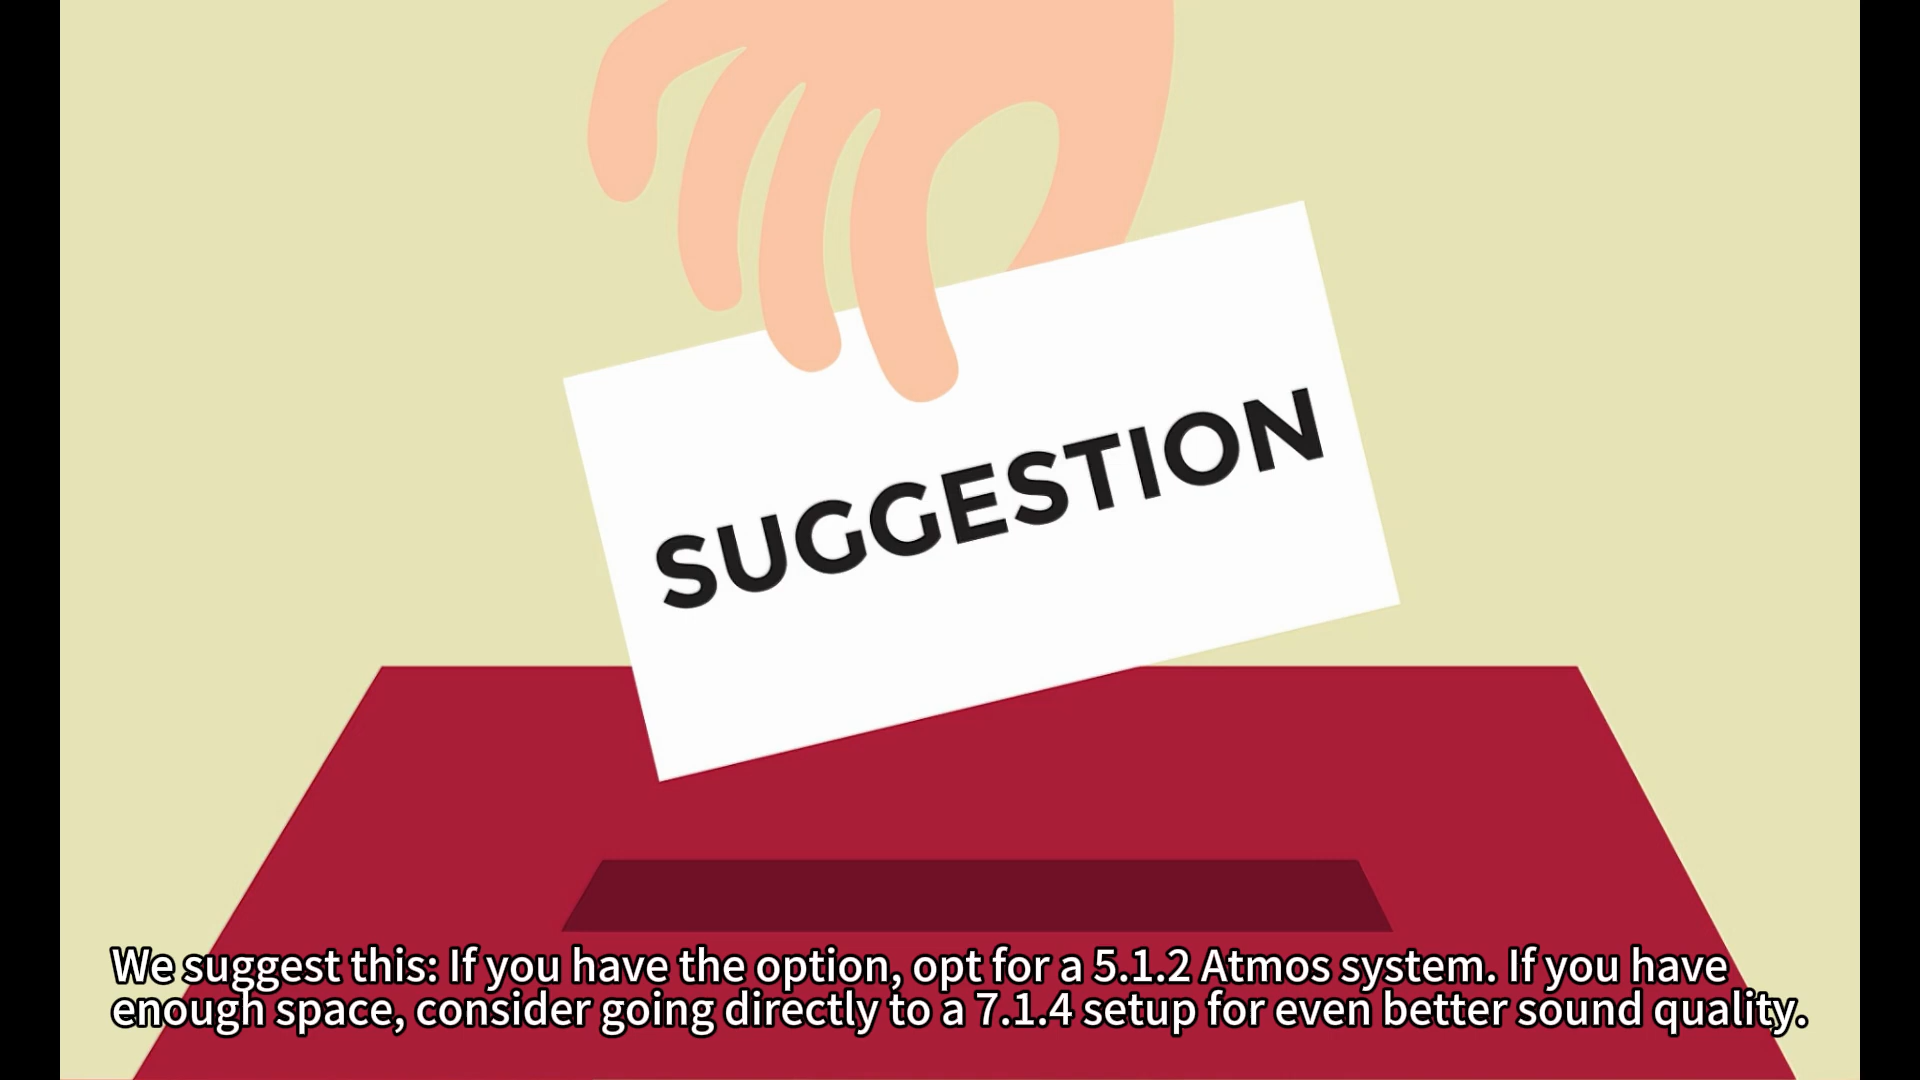 SUGGESTION
We suggest this: If you have the option, opt for a 5.1.2 Atmos system. If you have
enough space, consider going directly to a 7.1.4 setup for even better sound quality.